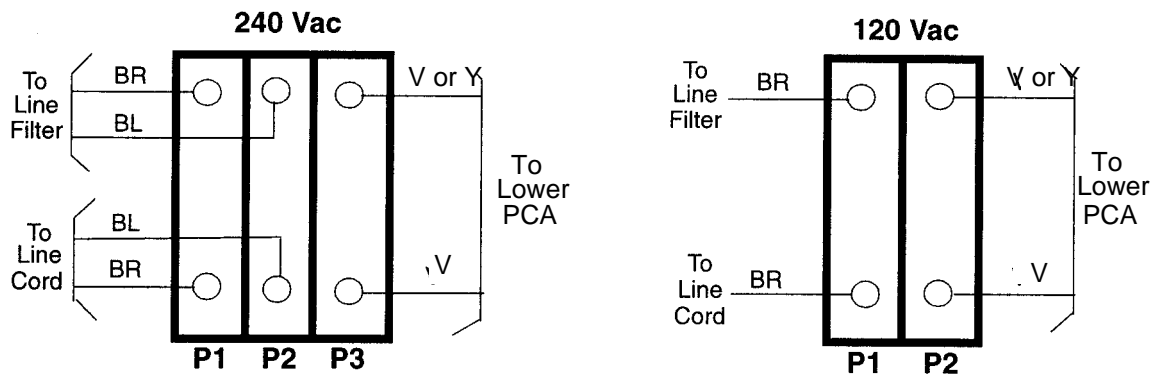 240 Vac
To
Line
Filter
BR
BL
V or Y
To
Lower
PCA
To
Line
Cord
BL
BR
V
P1 P2 P3
120 Vac
To
Line
Filter
BR
V or Y
To
Lower
PCA
To
Line
Cord
BR
V
P1 P2